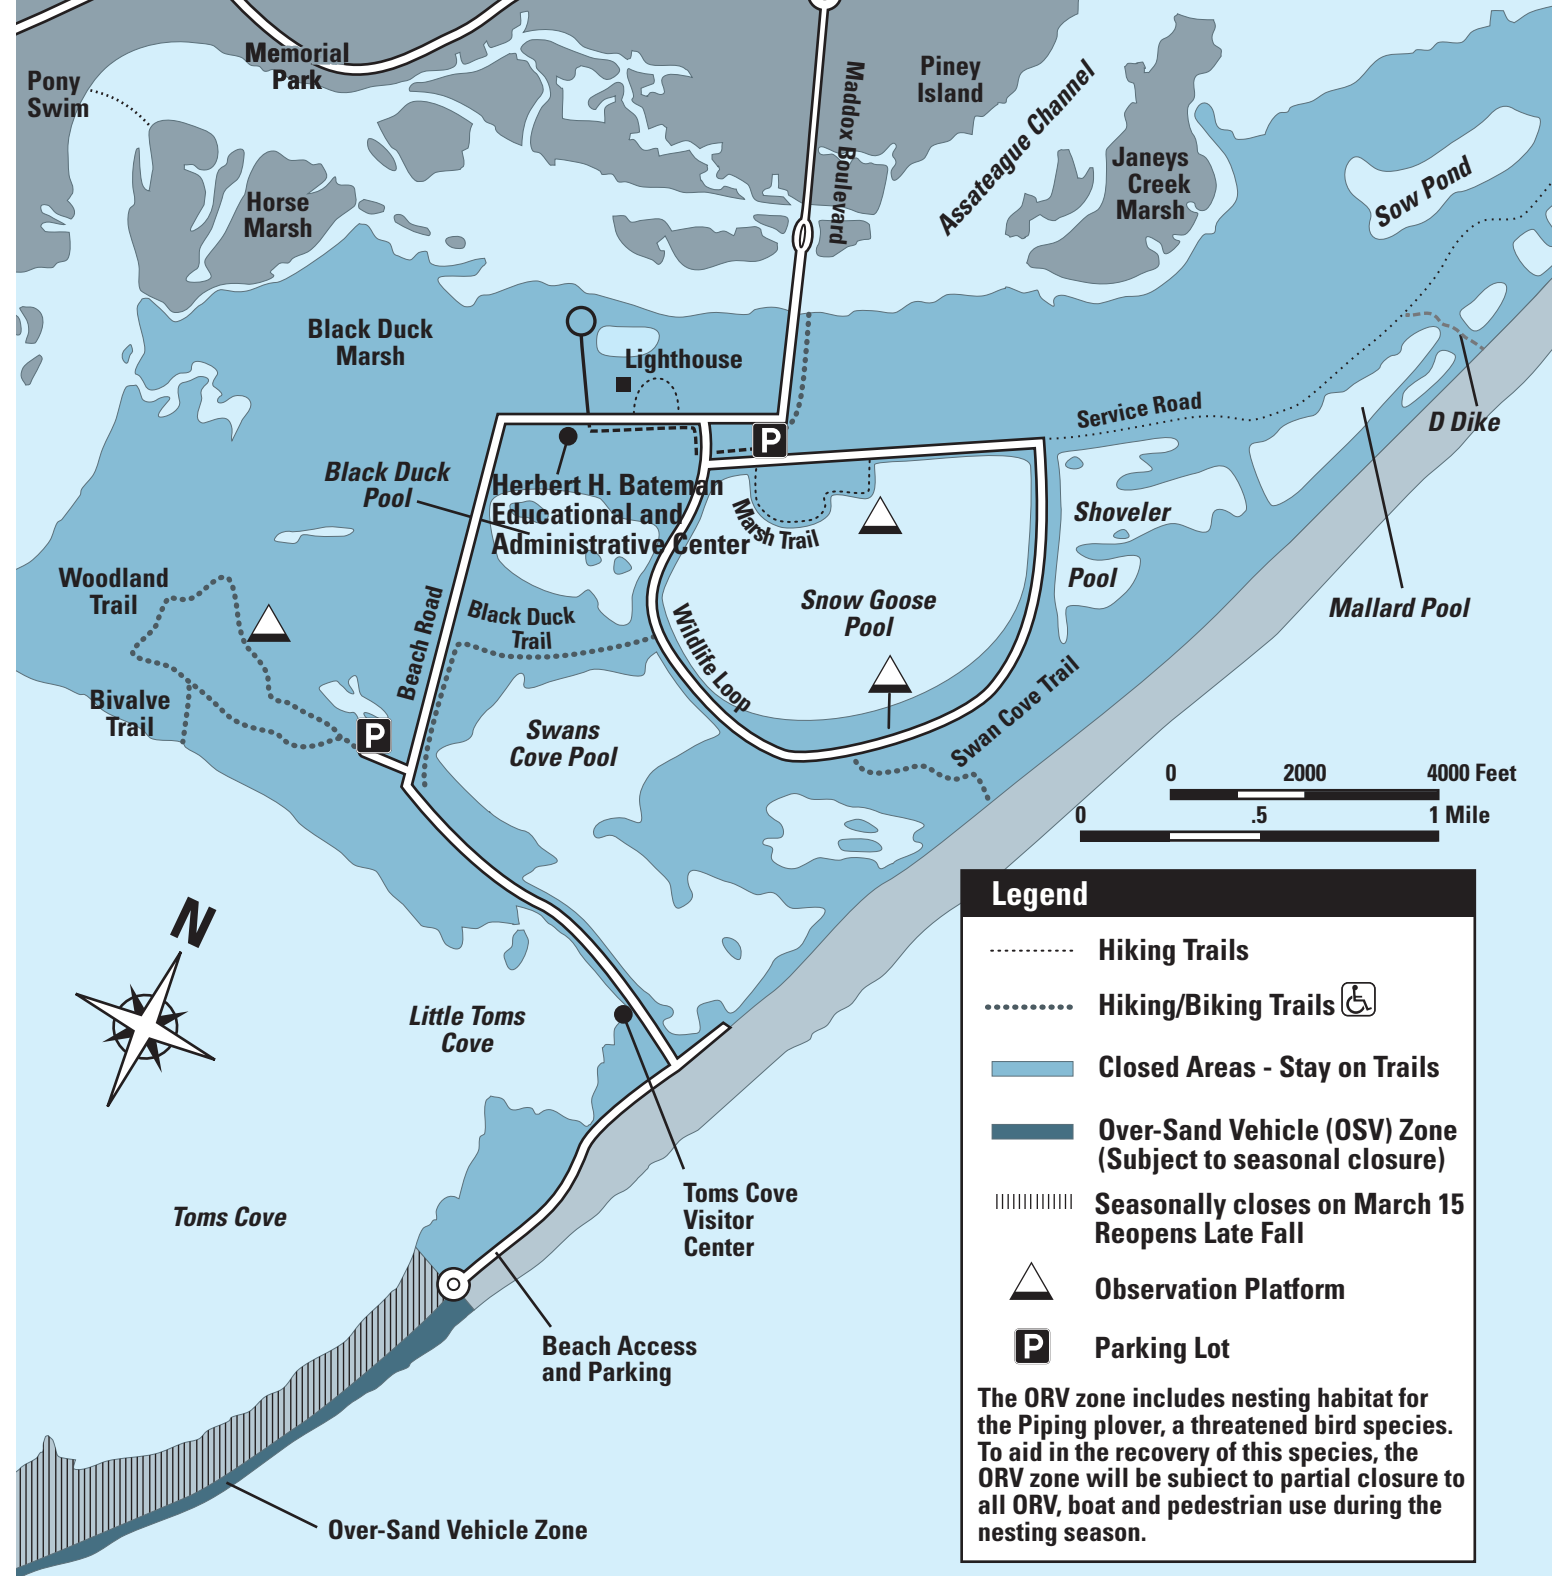 Memorial
Park
Pony
Swim
Piney
Island
Maddox Boulevard
Assateague Channel
Janeys
Creek
Marsh
Sow Pond
Horse
Marsh
Black Duck
Marsh
Lighthouse
Service Road
D Dike
Black Duck
Pool
Herbert H. Bateman
Educational and
Administrative Center
P
Marsh Trail
Shoveler
Pool
Mallard Pool
Woodland
Trail
Snow Goose
Pool
Beach Road
Black Duck
Trail
Wildlife Loop
Swan Cove Trail
Bivalve
Trail
P
Swans
Cove Pool
0 2000 4000 Feet
0 .5 1 Mile
N
Little Toms
Cove
Toms Cove
Toms Cove
Visitor
Center
Beach Access
and Parking
Over-Sand Vehicle Zone
Legend
Hiking Trails
Hiking/Biking Trails
Closed Areas - Stay on Trails
Over-Sand Vehicle (OSV) Zone
(Subject to seasonal closure)
Seasonally closes on March 15
Reopens Late Fall
Observation Platform
P Parking Lot
The ORV zone includes nesting habitat for
the Piping plover, a threatened bird species.
To aid in the recovery of this species, the
ORV zone will be subiect to partial closure to
all ORV, boat and pedestrian use during the
nesting season.